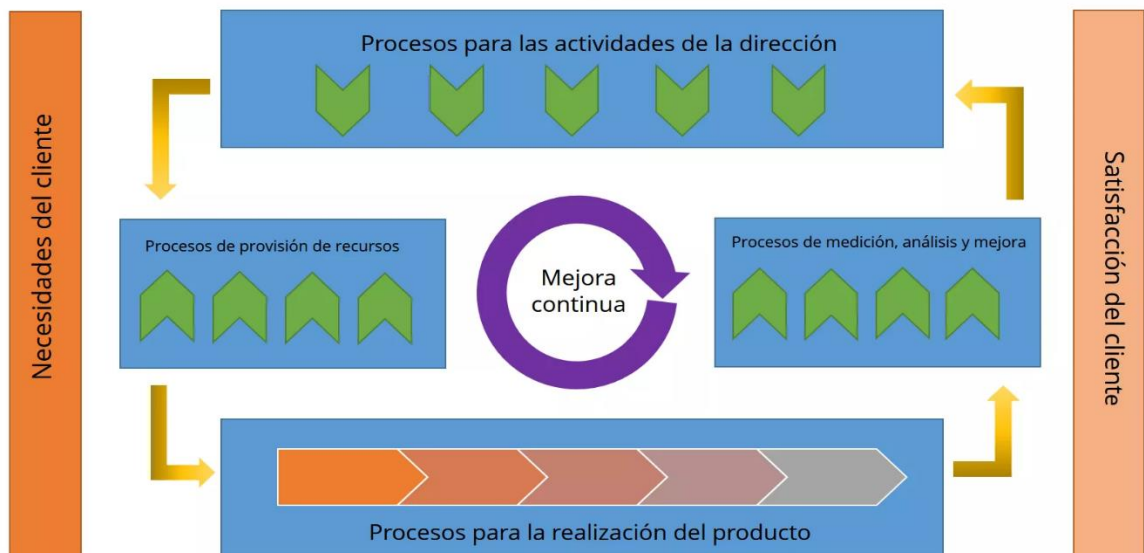 Necesidades del cliente
Procesos para las actividades de la dirección
Procesos de provisión de recursos
Mejora
continua
Procesos de medición, análisis y mejora
Procesos para la realización del producto
Satisfacción del cliente